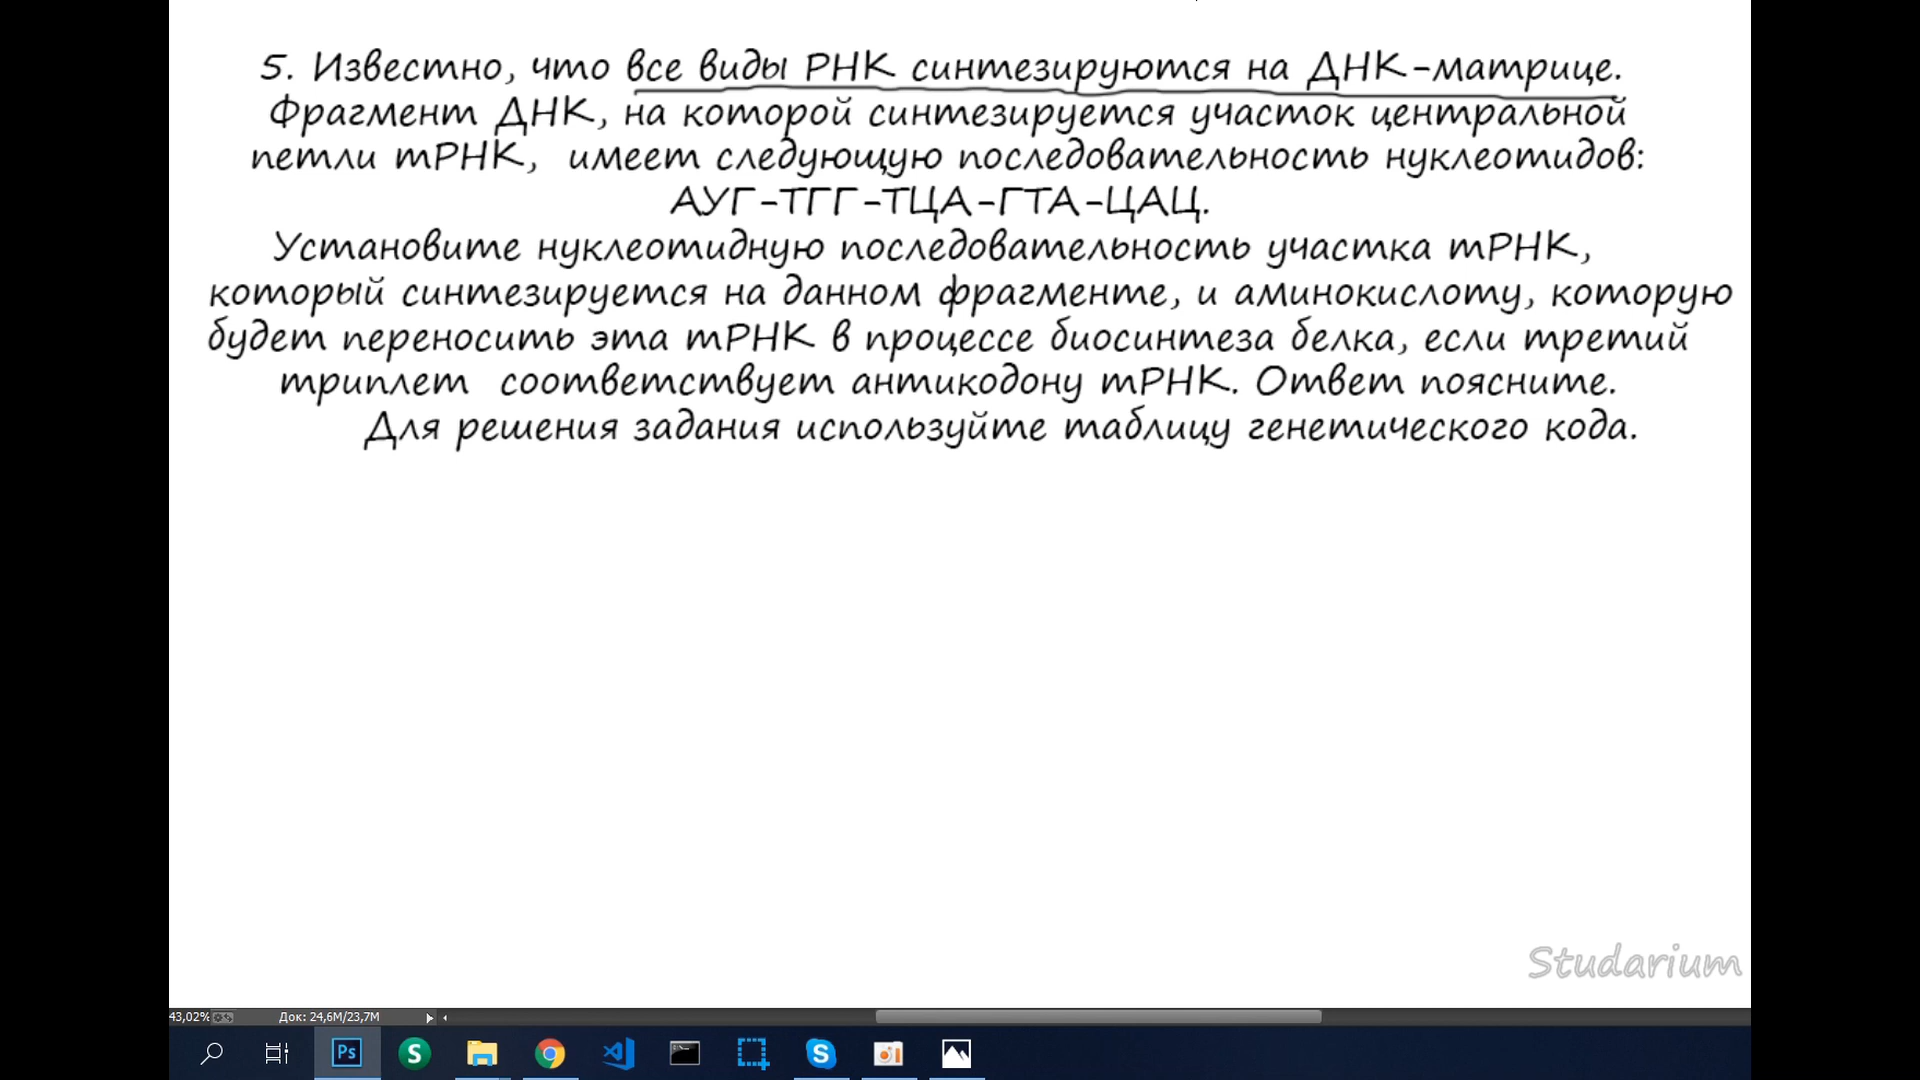 5. Известно, что все виды РНК синтезируются на ДНК-матрице.
Фрагмент ДНК, на которой синтезируется участок центральной
петли тРНК, имеет следующую последовательность нуклеотидов:
АУГ-ТГГ-ТЦА-ГТА-ЦАЦ.
Установите нуклеотидную последовательность участка тРНК,
который синтезируется на данном фрагменте, и аминокислоту, которую
будет переносить эта тРНК в процессе биосинтеза белка, если третий
триплет соответствует антикодону тРНК. Ответ поясните.
Для решения задания используйте таблицу генетического кода.
Studarium
43,02% Док: 24,6M/23,7M
Ps S S